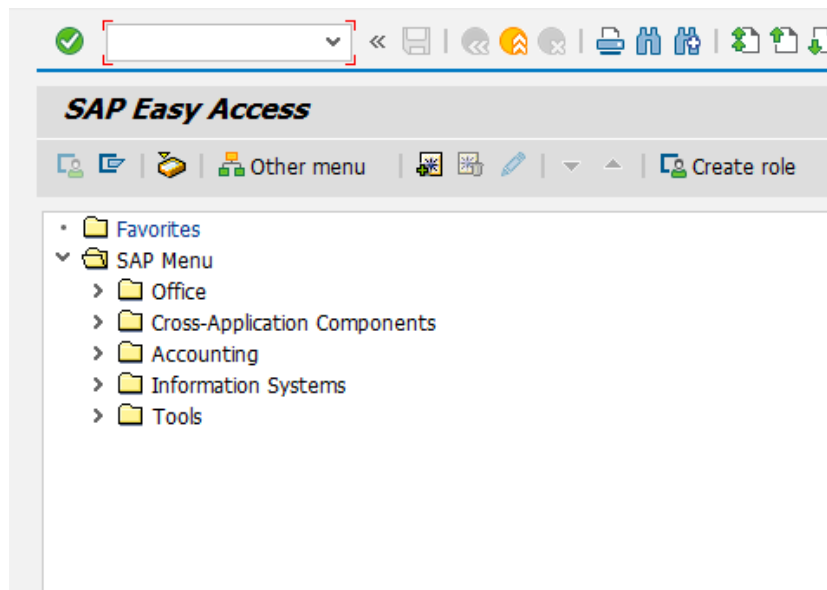 SAP Easy Access
Other menu Create role
Favorites
SAP Menu
Office
Cross-Application Components
Accounting
Information Systems
Tools